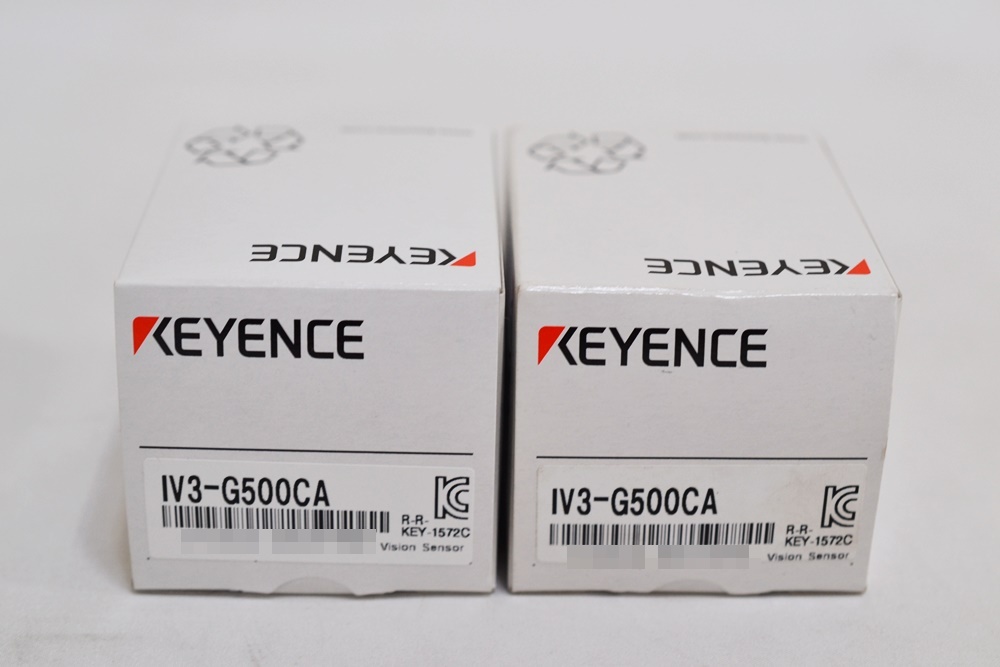 KEYENCE
KEYENCE
IV3-G500CA
R-R-
KEY-1572C
Vision Sensor
KEYENCE
KEYENCE
IV3-G500CA
R-R-
KEY-1572C
Vision Sensor